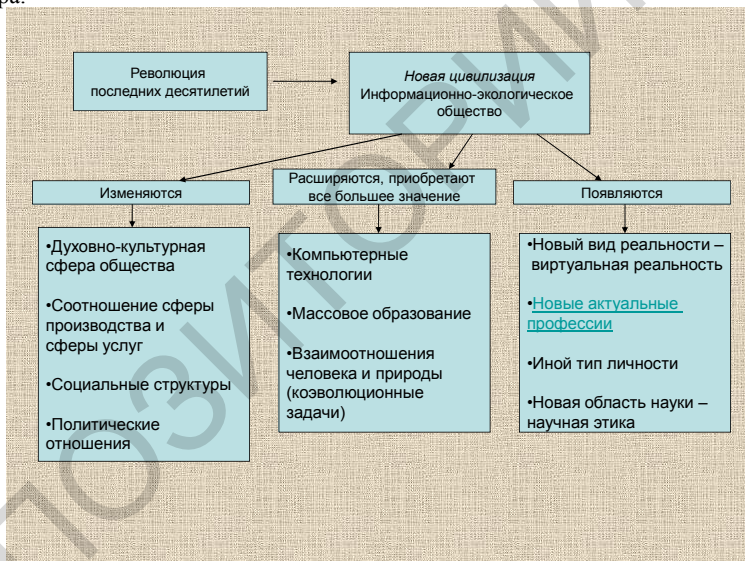 ра.
Революция
последних десятилетий
Новая цивилизация
Информационно-экологическое
общество
Изменяются
Расширяются, приобретают
все большее значение
Появляются
•Духовно-культурная
сфера общества
•Соотношение сферы
производства и
сферы услуг
•Социальные структуры
•Политические
отношения
•Компьютерные
технологии
•Массовое образование
•Взаимоотношения
человека и природы
(коэволюционные
задачи)
•Новый вид реальности –
виртуальная реальность
•Новые актуальные
профессии
•Иной тип личности
•Новая область науки –
научная этика